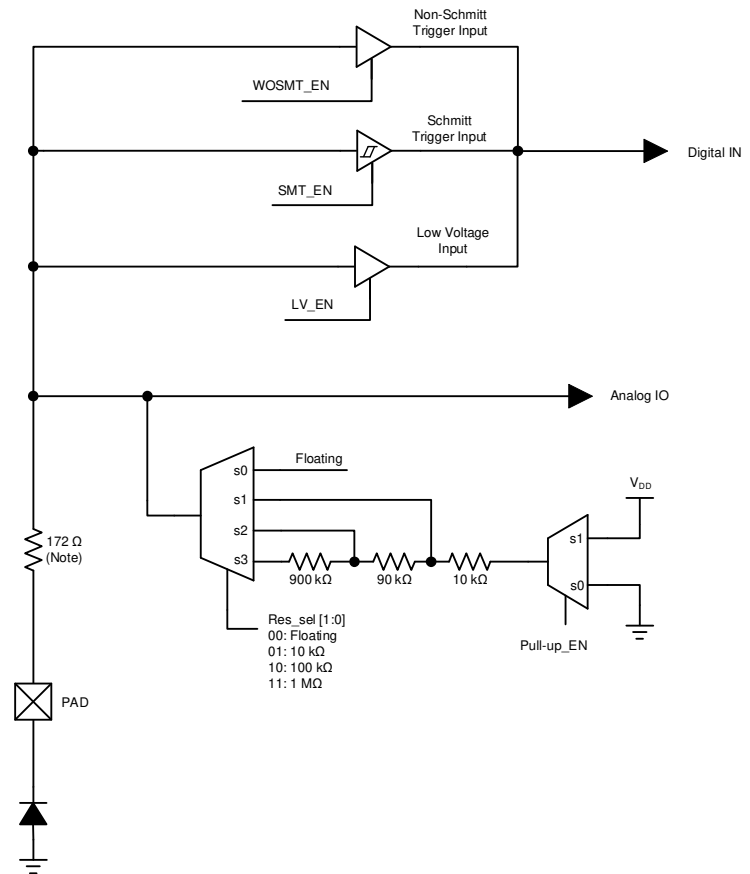 Non-Schmitt
Trigger Input
WOSMT_EN
Schmitt
Trigger Input
Digital IN
SMT_EN
Low Voltage
Input
LV_EN
Analog IO
s0
Floating
s1
s2
s3
900 kΩ
90 kΩ
10 kΩ
VDD
s1
s0
Pull-up_EN
172 Ω
(Note)
Res_sel [1:0]
00: Floating
01: 10 kΩ
10: 100 kΩ
11: 1 MΩ
PAD